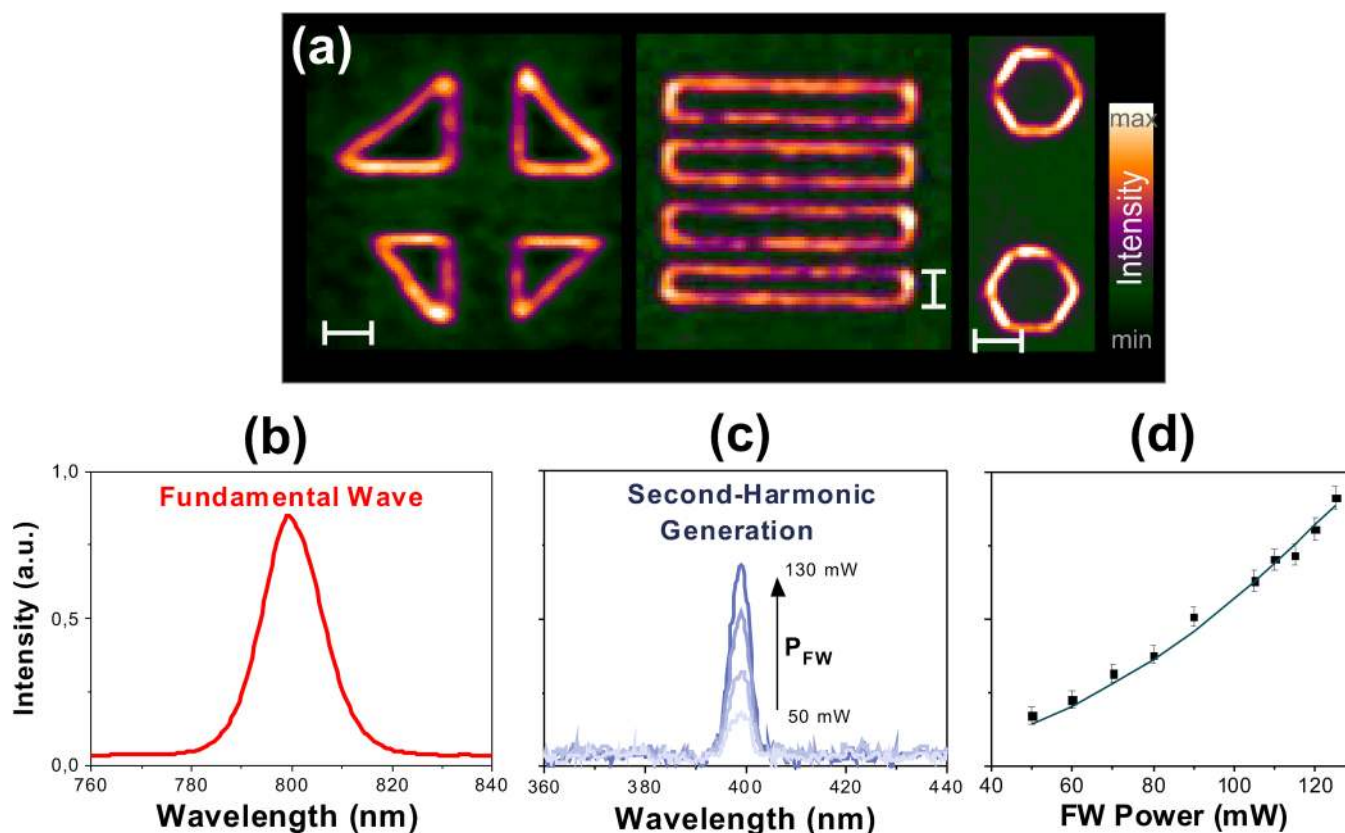 (a)
max
Intensity
min
(b)
(c)
(d)
Intensity (a.u.)
1,0
0,5
0,0
Fundamental Wave
760
780
800
820
840
Wavelength (nm)
Second-Harmonic
Generation
130 mW
P_FW
50 mW
360
380
400
420
440
Wavelength (nm)
40
60
80
100
120
FW Power (mW)